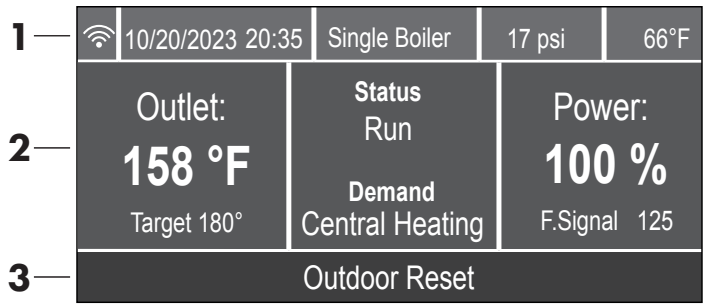 1
10/20/2023 20:35 Single Boiler 17 psi 66°F
2
Outlet:
158 °F
Target 180°
Status
Run
Demand
Central Heating
Power:
100 %
F.Signal 125
3
Outdoor Reset